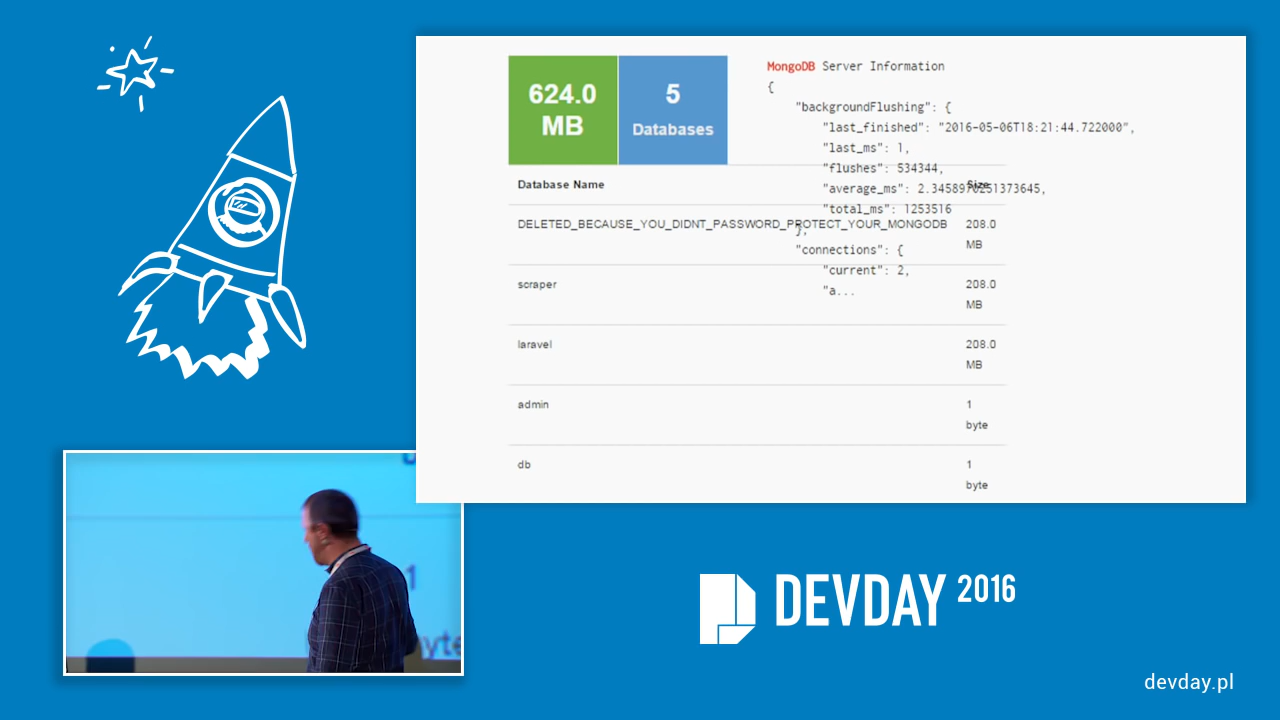 624.0
MB
5
Databases
MongoDB Server Information
{
"backgroundFlushing": {
"last_finished": "2016-05-06T18:21:44.722000",
"last_ms": 1,
"flushes": 534344,
"average_ms": 2.3458970251373645,
"total_ms": 1253516
},
"connections": {
"current": 2,
"a...
Database Name Size
DELETED_BECAUSE_YOU_DIDNT_PASSWORD_PROTECT_YOUR_MONGODB 208.0
MB
scraper 208.0
MB
laravel 208.0
MB
admin 1
byte
db 1
byte
1
yte
DEVDAY 2016
devday.pl